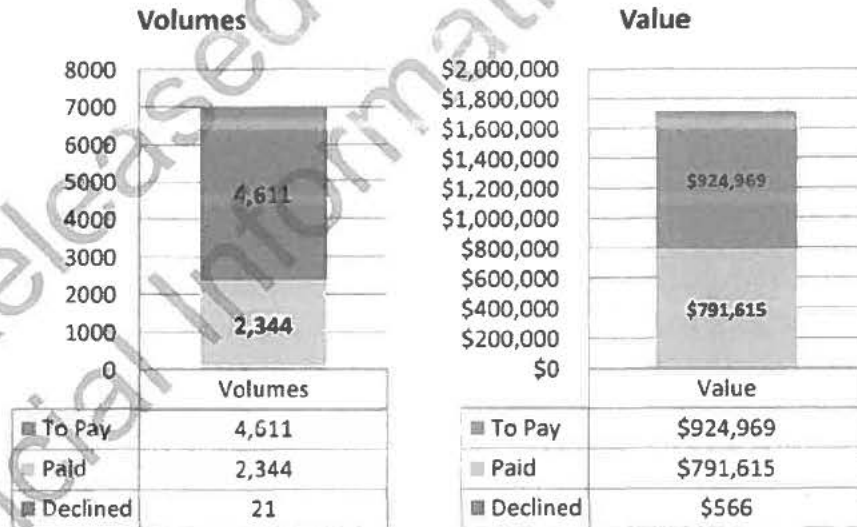 Volumes
8000
7000
6000
5000
4000
3000
2000
1000
0
4,611
2,344
Volumes
To Pay 4,611
Paid 2,344
Declined 21
Value
$2,000,000
$1,800,000
$1,600,000
$1,400,000
$1,200,000
$1,000,000
$800,000
$600,000
$400,000
$200,000
$0
$924,969
$791,615
Value
To Pay $924,969
Paid $791,615
Declined $566